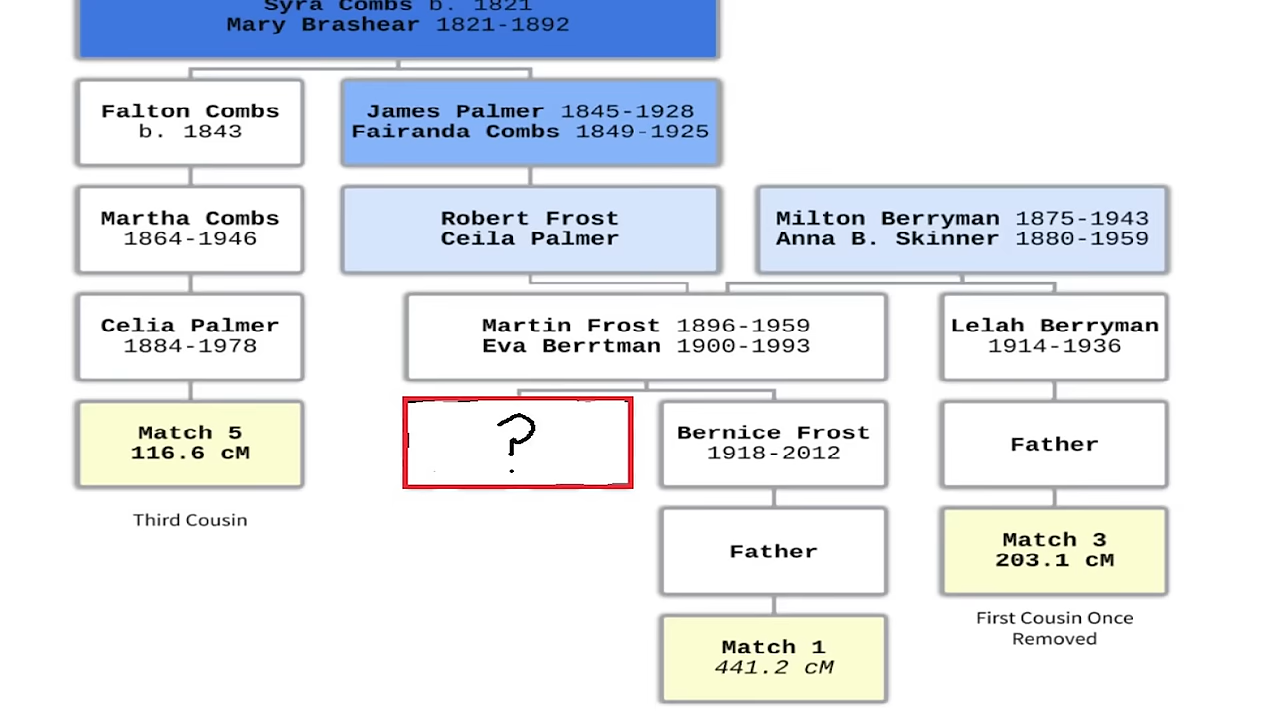 Syra Combs b. 1821
Mary Brashear 1821-1892
Falton Combs
b. 1843
James Palmer 1845-1928
Fairanda Combs 1849-1925
Martha Combs
1864-1946
Robert Frost
Ceila Palmer
Milton Berryman 1875-1943
Anna B. Skinner 1880-1959
Celia Palmer
1884-1978
Martin Frost 1896-1959
Eva Berrtman 1900-1993
Lelah Berryman
1914-1936
Match 5
116.6 cM
?
Bernice Frost
1918-2012
Father
Third Cousin
Father
Match 3
203.1 cM
First Cousin Once
Removed
Match 1
441.2 cM